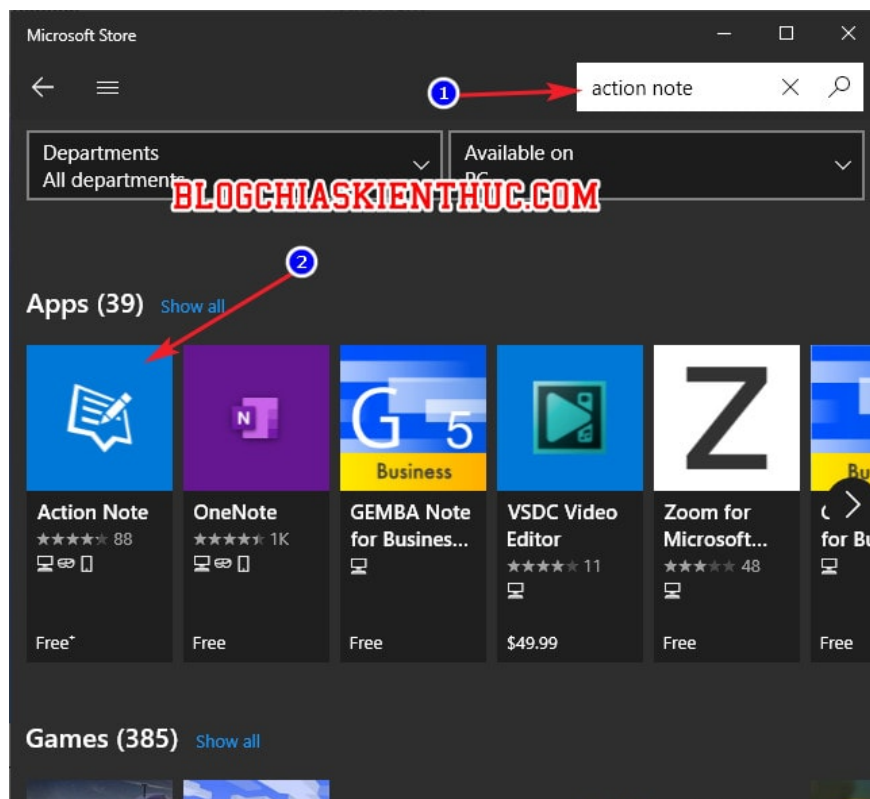 Microsoft Store
1
action note
Departments
All departments
Available on
PC
BLOGCHIASKIENTHUC.COM
2
Apps (39) Show all
N
G 5
Business
Z
Bu
Action Note
88
Free+
OneNote
1K
Free
GEMBA Note
for Busines...
Free
VSDC Video
Editor
11
$49.99
Zoom for
Microsoft...
48
Free
for Bu
Free
Games (385) Show all